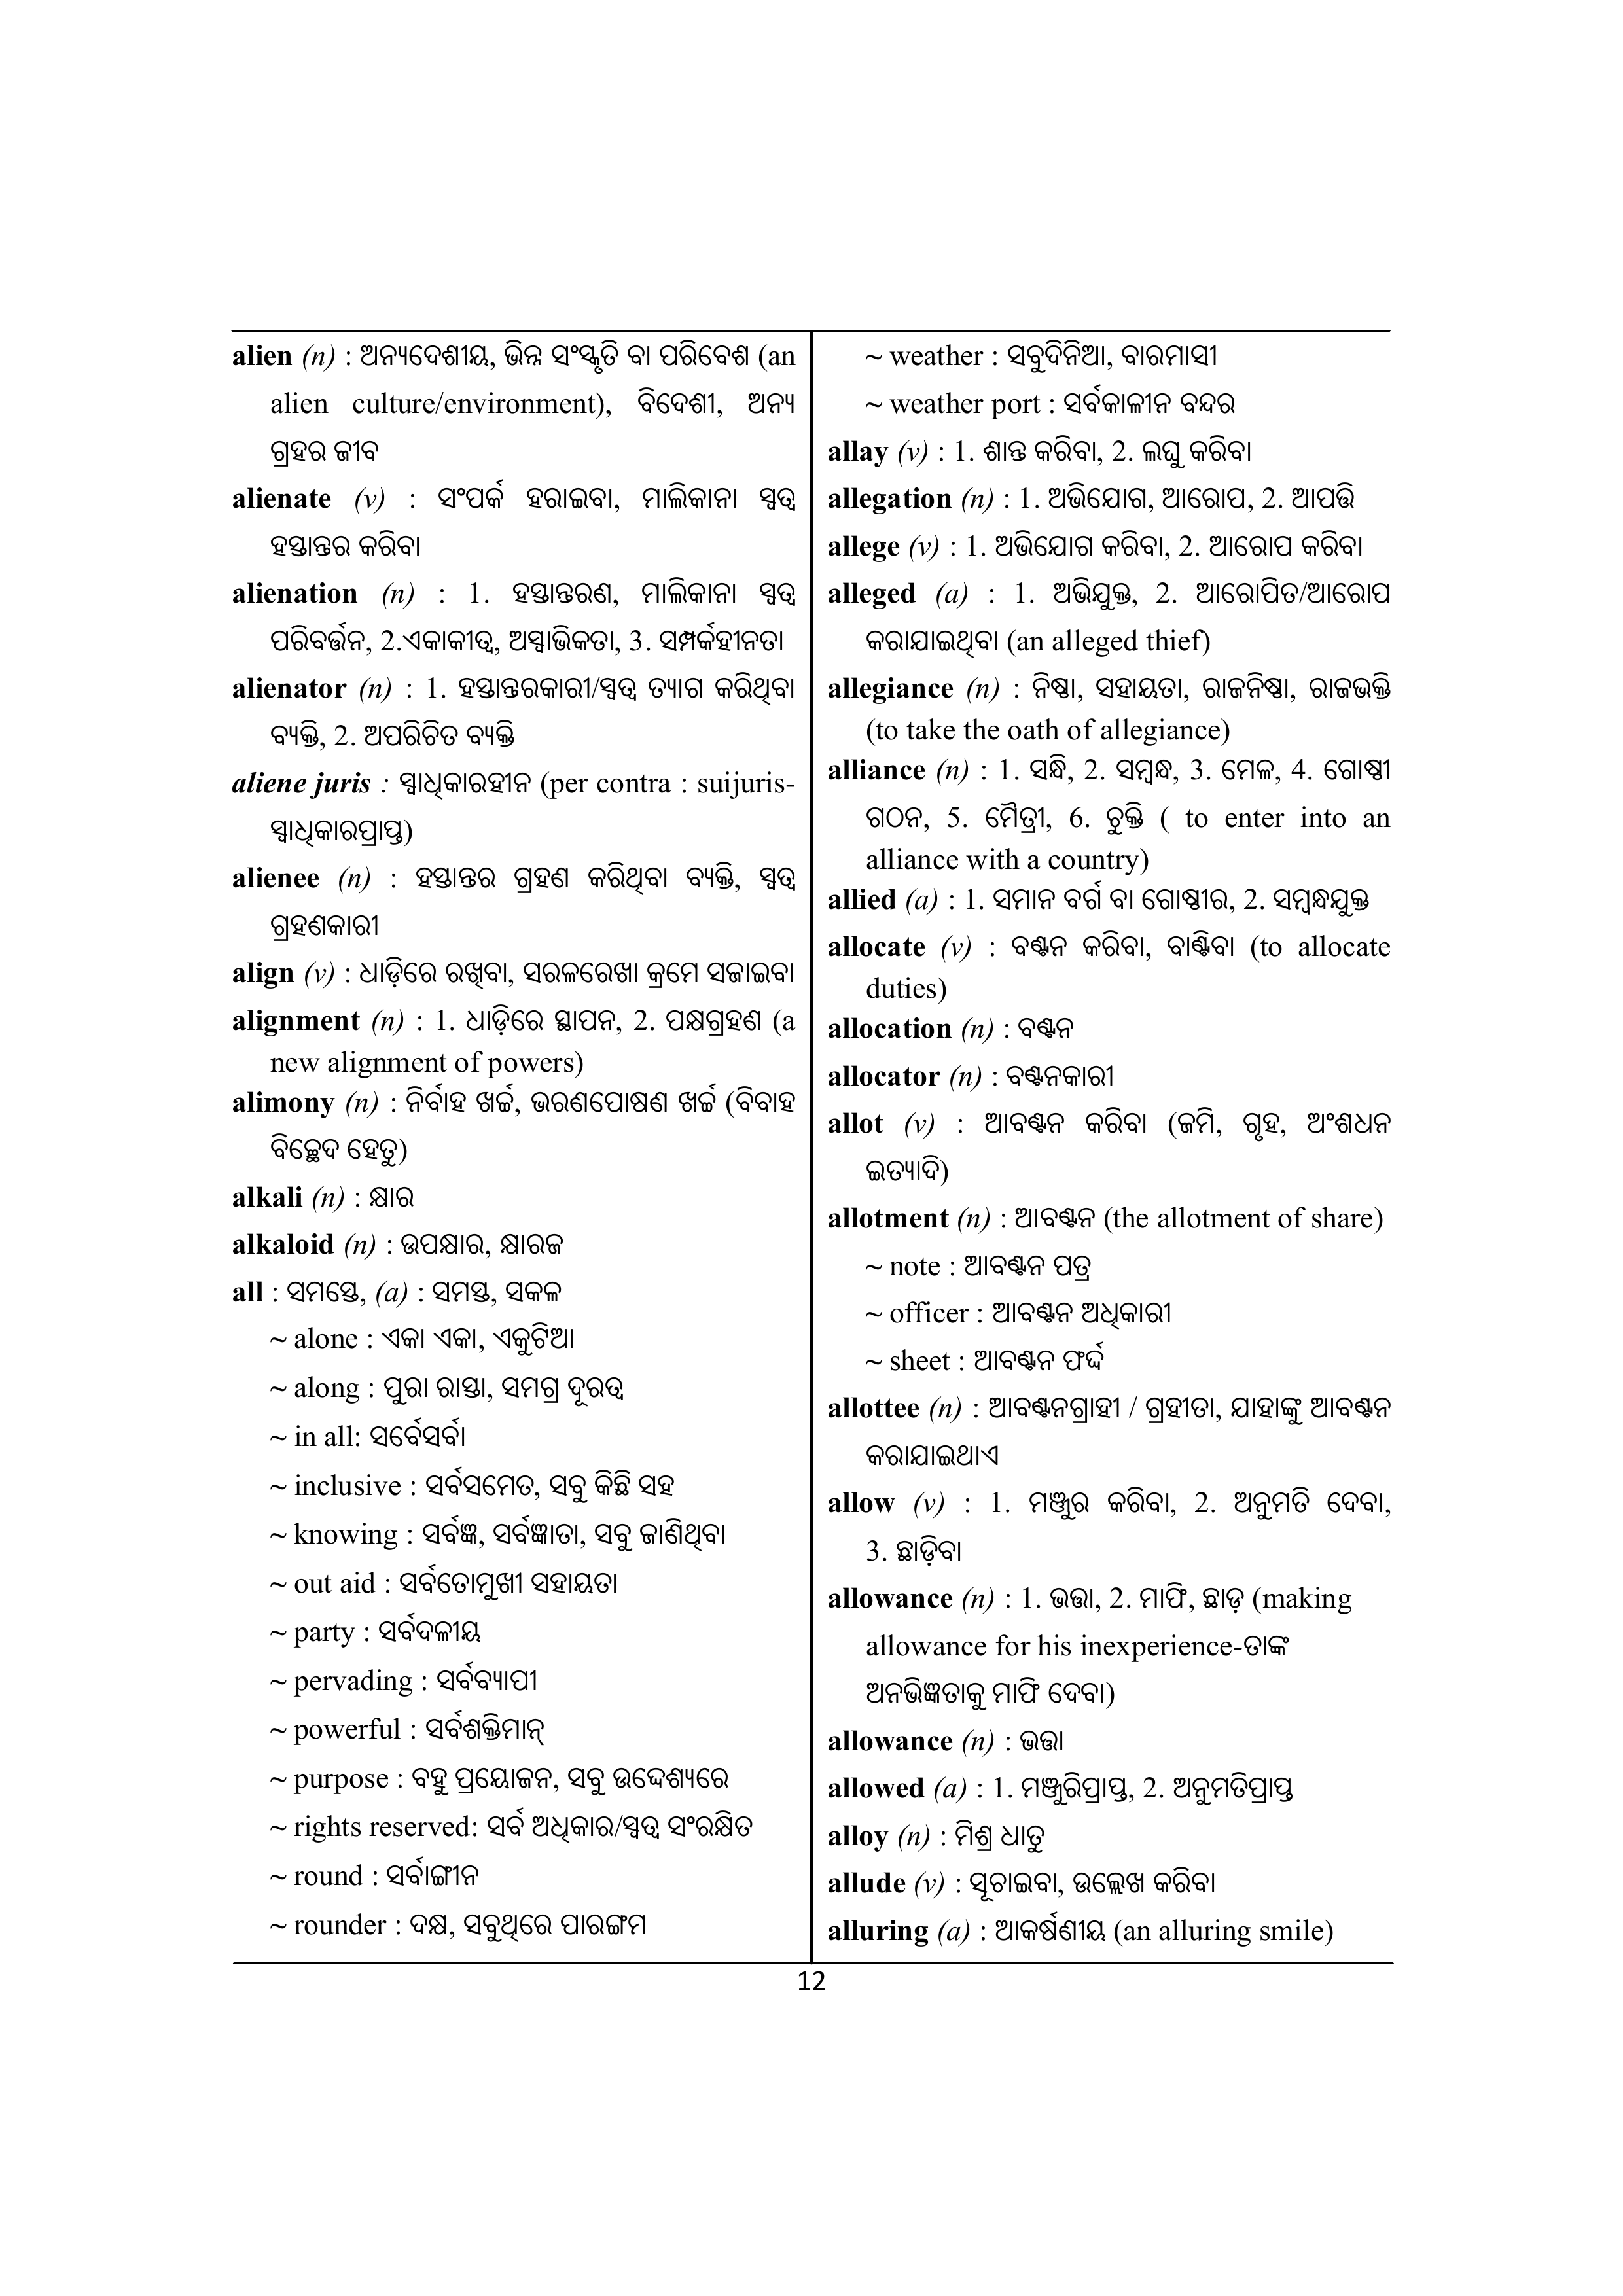 alien (n) : ଅନ୍ୟଦେଶୀୟ, ଭିନ୍ନ ସଂସ୍କୃତି ବା ପରିବେଶ (an
alien culture/environment), ବିଦେଶୀ, ଅନ୍ୟ
ଗ୍ରହର ଜୀବ
alienate (v) : ସଂପର୍କ ହରାଇବା, ମାଲିକାନା ସ୍ୱତ୍ୱ
ହସ୍ତାନ୍ତର କରିବା
alienation (n) : 1. ହସ୍ତାନ୍ତରଣ, ମାଲିକାନା ସ୍ୱତ୍ୱ
ପରିବର୍ତ୍ତନ, 2.ଏକାକୀତ୍ୱ, ଅସ୍ୱାଭିକତା, 3. ସମ୍ପର୍କହୀନତା
alienator (n) : 1. ହସ୍ତାନ୍ତରକାରୀ/ସ୍ୱତ୍ୱ ତ୍ୟାଗ କରିଥିବା
ବ୍ୟକ୍ତି, 2. ଅପରିଚିତ ବ୍ୟକ୍ତି
aliene juris : ସ୍ୱାଧିକାରହୀନ (per contra : suijuris-
ସ୍ୱାଧିକାରପ୍ରାପ୍ତ)
alienee (n) : ହସ୍ତାନ୍ତର ଗ୍ରହଣ କରିଥିବା ବ୍ୟକ୍ତି, ସ୍ୱତ୍ୱ
ଗ୍ରହଣକାରୀ
align (v) : ଧାଡ଼ିରେ ରଖିବା, ସରଳରେଖା କ୍ରମେ ସଜାଇବା
alignment (n) : 1. ଧାଡ଼ିରେ ସ୍ଥାପନ, 2. ପକ୍ଷଗ୍ରହଣ (a
new alignment of powers)
alimony (n) : ନିର୍ବାହ ଖର୍ଚ୍ଚ, ଭରଣପୋଷଣ ଖର୍ଚ୍ଚ (ବିବାହ
ବିଚ୍ଛେଦ ହେତୁ)
alkali (n) : କ୍ଷାର
alkaloid (n) : ଉପକ୍ଷାର, କ୍ଷାରଜ
all : ସମସ୍ତେ, (a) : ସମସ୍ତ, ସକଳ
~ alone : ଏକା ଏକା, ଏକୁଟିଆ
~ along : ପୁରା ରାସ୍ତା, ସମଗ୍ର ଦୂରତ୍ୱ
~ in all: ସର୍ବେସର୍ବା
~ inclusive : ସର୍ବସମେତ, ସବୁ କିଛି ସହ
~ knowing : ସର୍ବଜ୍ଞ, ସର୍ବଜ୍ଞାତା, ସବୁ ଜାଣିଥିବା
~ out aid : ସର୍ବତୋମୁଖୀ ସହାୟତା
~ party : ସର୍ବଦଳୀୟ
~ pervading : ସର୍ବବ୍ୟାପୀ
~ powerful : ସର୍ବଶକ୍ତିମାନ୍
~ purpose : ବହୁ ପ୍ରୟୋଜନ, ସବୁ ଉଦ୍ଦେଶ୍ୟରେ
~ rights reserved: ସର୍ବ ଅଧିକାର/ସ୍ୱତ୍ୱ ସଂରକ୍ଷିତ
~ round : ସର୍ବାଙ୍ଗୀନ
~ rounder : ଦକ୍ଷ, ସବୁଥିରେ ପାରଙ୍ଗମ
~ weather : ସବୁଦିନିଆ, ବାରମାସୀ
~ weather port : ସର୍ବକାଳୀନ ବନ୍ଦର
allay (v) : 1. ଶାନ୍ତ କରିବା, 2. ଲଘୁ କରିବା
allegation (n) : 1. ଅଭିଯୋଗ, ଆରୋପ, 2. ଆପତ୍ତି
allege (v) : 1. ଅଭିଯୋଗ କରିବା, 2. ଆରୋପ କରିବା
alleged (a) : 1. ଅଭିଯୁକ୍ତ, 2. ଆରୋପିତ/ଆରୋପ
କରାଯାଇଥିବା (an alleged thief)
allegiance (n) : ନିଷ୍ଠା, ସହାୟତା, ରାଜନିଷ୍ଠା, ରାଜଭକ୍ତି
(to take the oath of allegiance)
alliance (n) : 1. ସନ୍ଧି, 2. ସମ୍ବନ୍ଧ, 3. ମେଳ, 4. ଗୋଷ୍ଠୀ
ଗଠନ, 5. ମୈତ୍ରୀ, 6. ଚୁକ୍ତି ( to enter into an
alliance with a country)
allied (a) : 1. ସମାନ ବର୍ଗ ବା ଗୋଷ୍ଠୀର, 2. ସମ୍ବନ୍ଧଯୁକ୍ତ
allocate (v) : ବଣ୍ଟନ କରିବା, ବାଣ୍ଟିବା (to allocate
duties)
allocation (n) : ବଣ୍ଟନ
allocator (n) : ବଣ୍ଟନକାରୀ
allot (v) : ଆବଣ୍ଟନ କରିବା (ଜମି, ଗୃହ, ଅଂଶଧନ
ଇତ୍ୟାଦି)
allotment (n) : ଆବଣ୍ଟନ (the allotment of share)
~ note : ଆବଣ୍ଟନ ପତ୍ର
~ officer : ଆବଣ୍ଟନ ଅଧିକାରୀ
~ sheet : ଆବଣ୍ଟନ ଫର୍ଦ୍ଦ
allottee (n) : ଆବଣ୍ଟନଗ୍ରାହୀ / ଗ୍ରହୀତା, ଯାହାଙ୍କୁ ଆବଣ୍ଟନ
କରାଯାଇଥାଏ
allow (v) : 1. ମଞ୍ଜୁର କରିବା, 2. ଅନୁମତି ଦେବା,
3. ଛାଡ଼ିବା
allowance (n) : 1. ଭତ୍ତା, 2. ମାଫି, ଛାଡ଼ (making
allowance for his inexperience-ତାଙ୍କ
ଅନଭିଜ୍ଞତାକୁ ମାଫି ଦେବା)
allowance (n) : ଭତ୍ତା
allowed (a) : 1. ମଞ୍ଜୁରିପ୍ରାପ୍ତ, 2. ଅନୁମତିପ୍ରାପ୍ତ
alloy (n) : ମିଶ୍ର ଧାତୁ
allude (v) : ସୂଚାଇବା, ଉଲ୍ଲେଖ କରିବା
alluring (a) : ଆକର୍ଷଣୀୟ (an alluring smile)
12